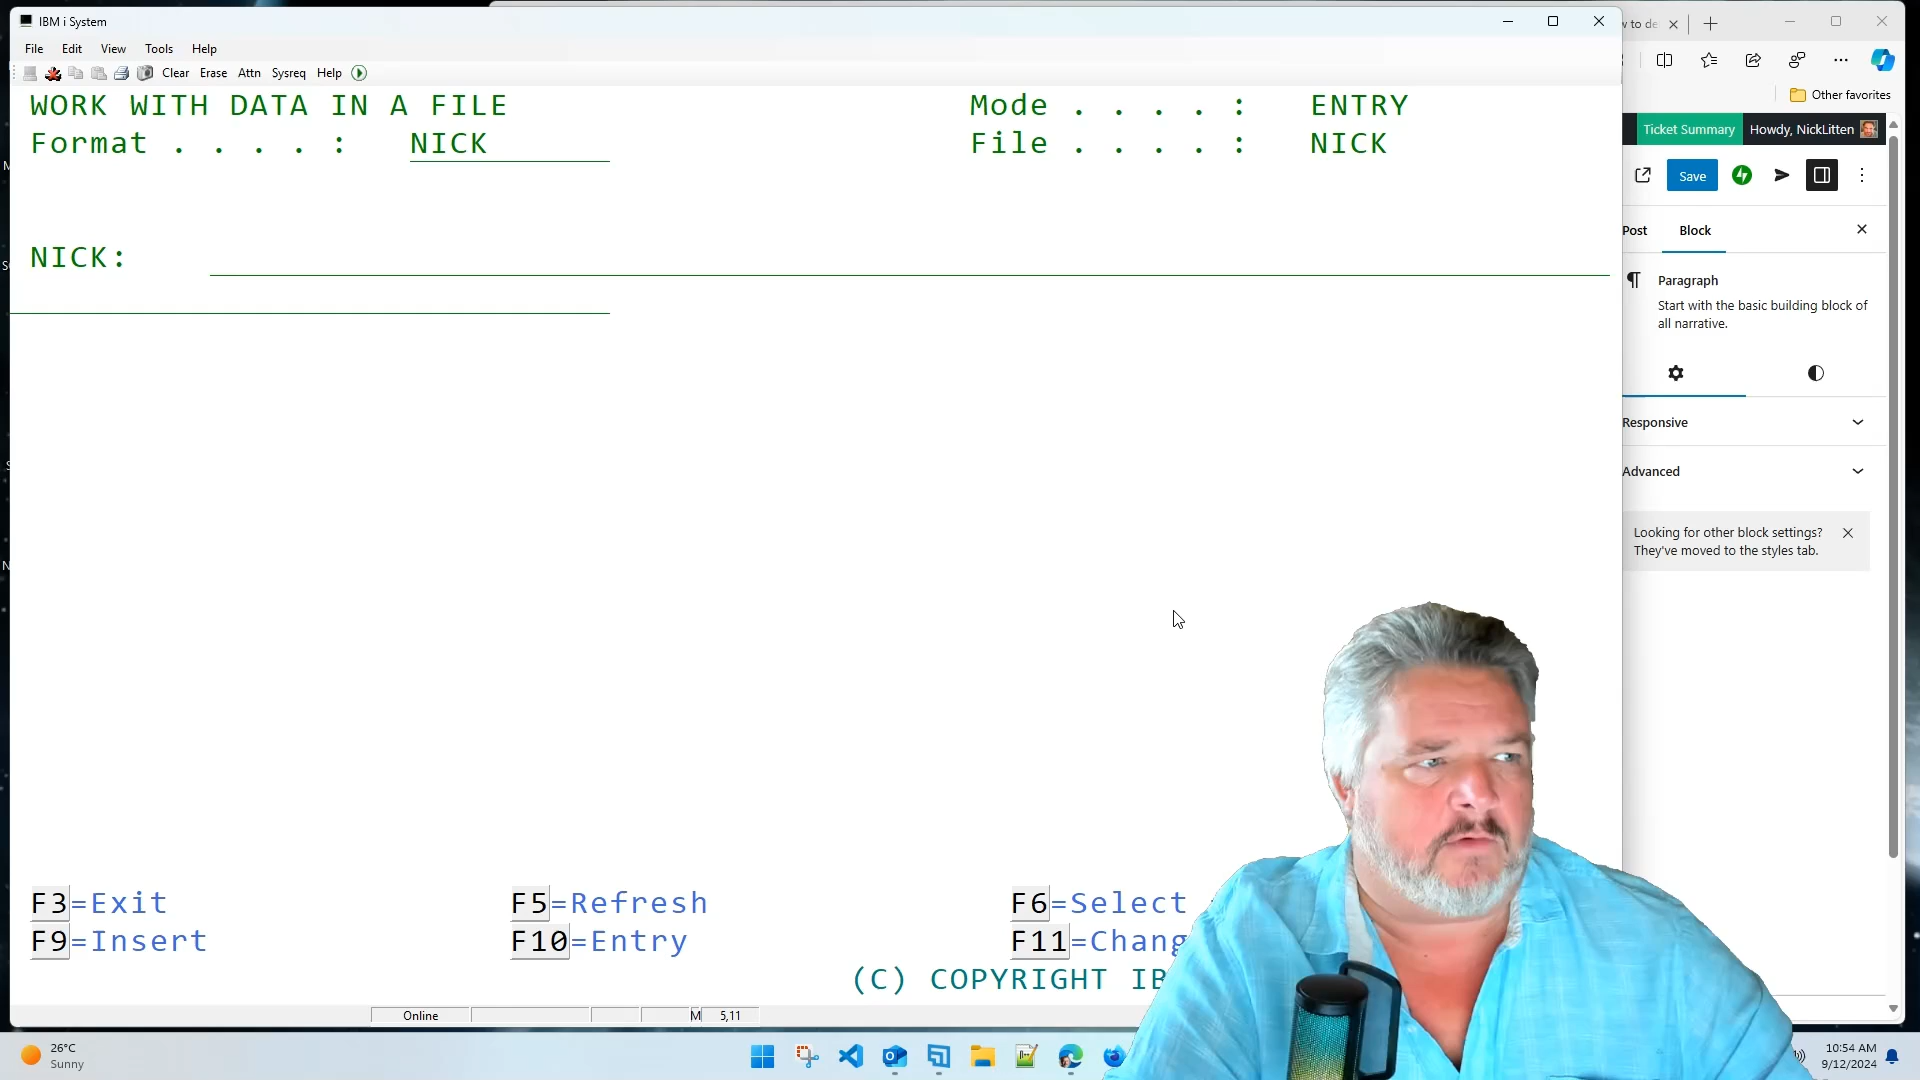 IBM i System
File Edit View Tools Help
Clear Erase Attn Sysreq Help
WORK WITH DATA IN A FILE Mode . . . . : ENTRY
Format . . . . : NICK File . . . . : NICK
NICK:
F3=Exit F5=Refresh F6=Select
F9=Insert F10=Entry F11=Chang
(C) COPYRIGHT IB
Online M 5,11
to de
Other favorites
Ticket Summary Howdy, NickLitten
Save
Post Block
Paragraph
Start with the basic building block of
all narrative.
Responsive
Advanced
Looking for other block settings?
They've moved to the styles tab.
26°C
Sunny
10:54 AM
9/12/2024